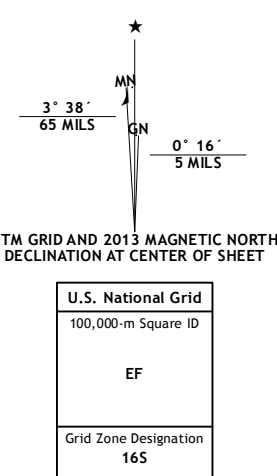 ★
MN
3° 38´
65 MILS
GN
0° 16´
5 MILS
TM GRID AND 2013 MAGNETIC NORTH
DECLINATION AT CENTER OF SHEET
U.S. National Grid
100,000-m Square ID
EF
Grid Zone Designation
16S